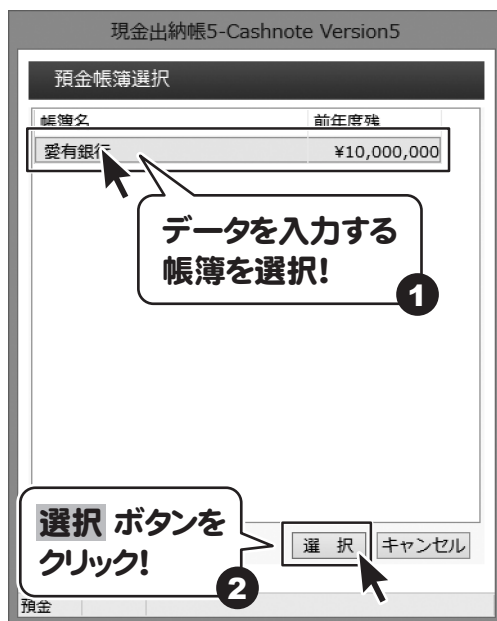 現金出納帳5-Cashnote Version5
預金帳簿選択
帳簿名 前年度残
愛有銀行 ¥10,000,000
データを入力する
帳簿を選択!
1
選択 ボタンを
クリック!
2
選 択 キャンセル
預金